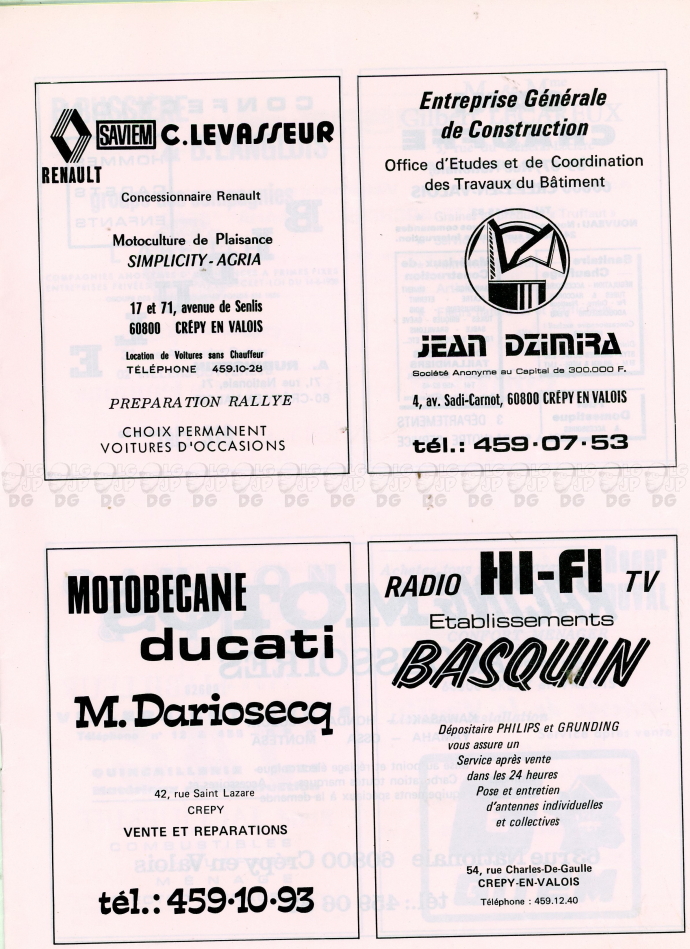 SAVIEM C.LEVASSEUR
RENAULT
Concessionnaire Renault
Motoculture de Plaisance
SIMPLICITY - AGRIA
17 et 71, avenue de Senlis
60800 CRÉPY EN VALOIS
Location de Voitures sans Chauffeur
TÉLÉPHONE 459.10-28
PREPARATION RALLYE
CHOIX PERMANENT
VOITURES D'OCCASIONS
Entreprise Générale
de Construction
Office d'Etudes et de Coordination
des Travaux du Bâtiment
JEAN DZIMIRA
Société Anonyme au Capital de 300.000 F.
4, av. Sadi-Carnot, 60800 CRÉPY EN VALOIS
tél.: 459·07·53
MOTOBECANE
ducati
M.Dariosecq
42, rue Saint Lazare
CREPY
VENTE ET REPARATIONS
tél.: 459·10·93
RADIO HI-FI TV
Etablissements
BASQUIN
Dépositaire PHILIPS et GRUNDING
vous assure un
Service après vente
dans les 24 heures
Pose et entretien
d'antennes individuelles
et collectives
54, rue Charles-De-Gaulle
CREPY-EN-VALOIS
Téléphone : 459.12.40